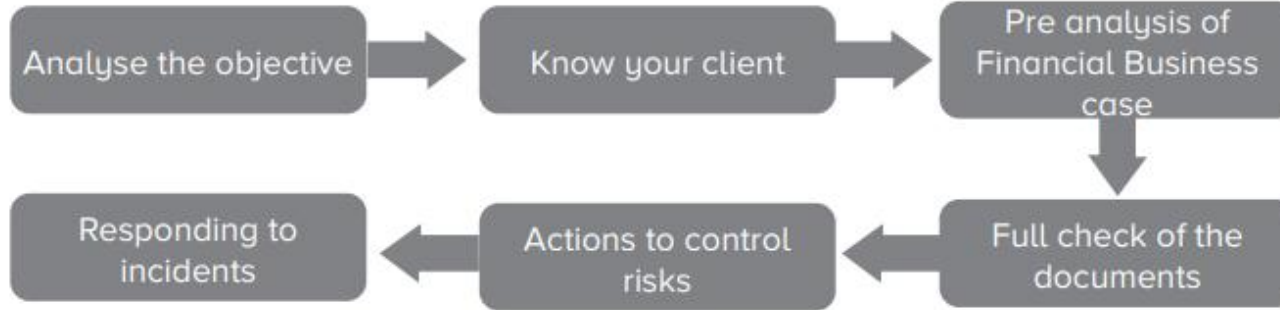 Analyse the objective
Know your client
Pre analysis of
Financial Business
case
Full check of the
documents
Actions to control
risks
Responding to
incidents